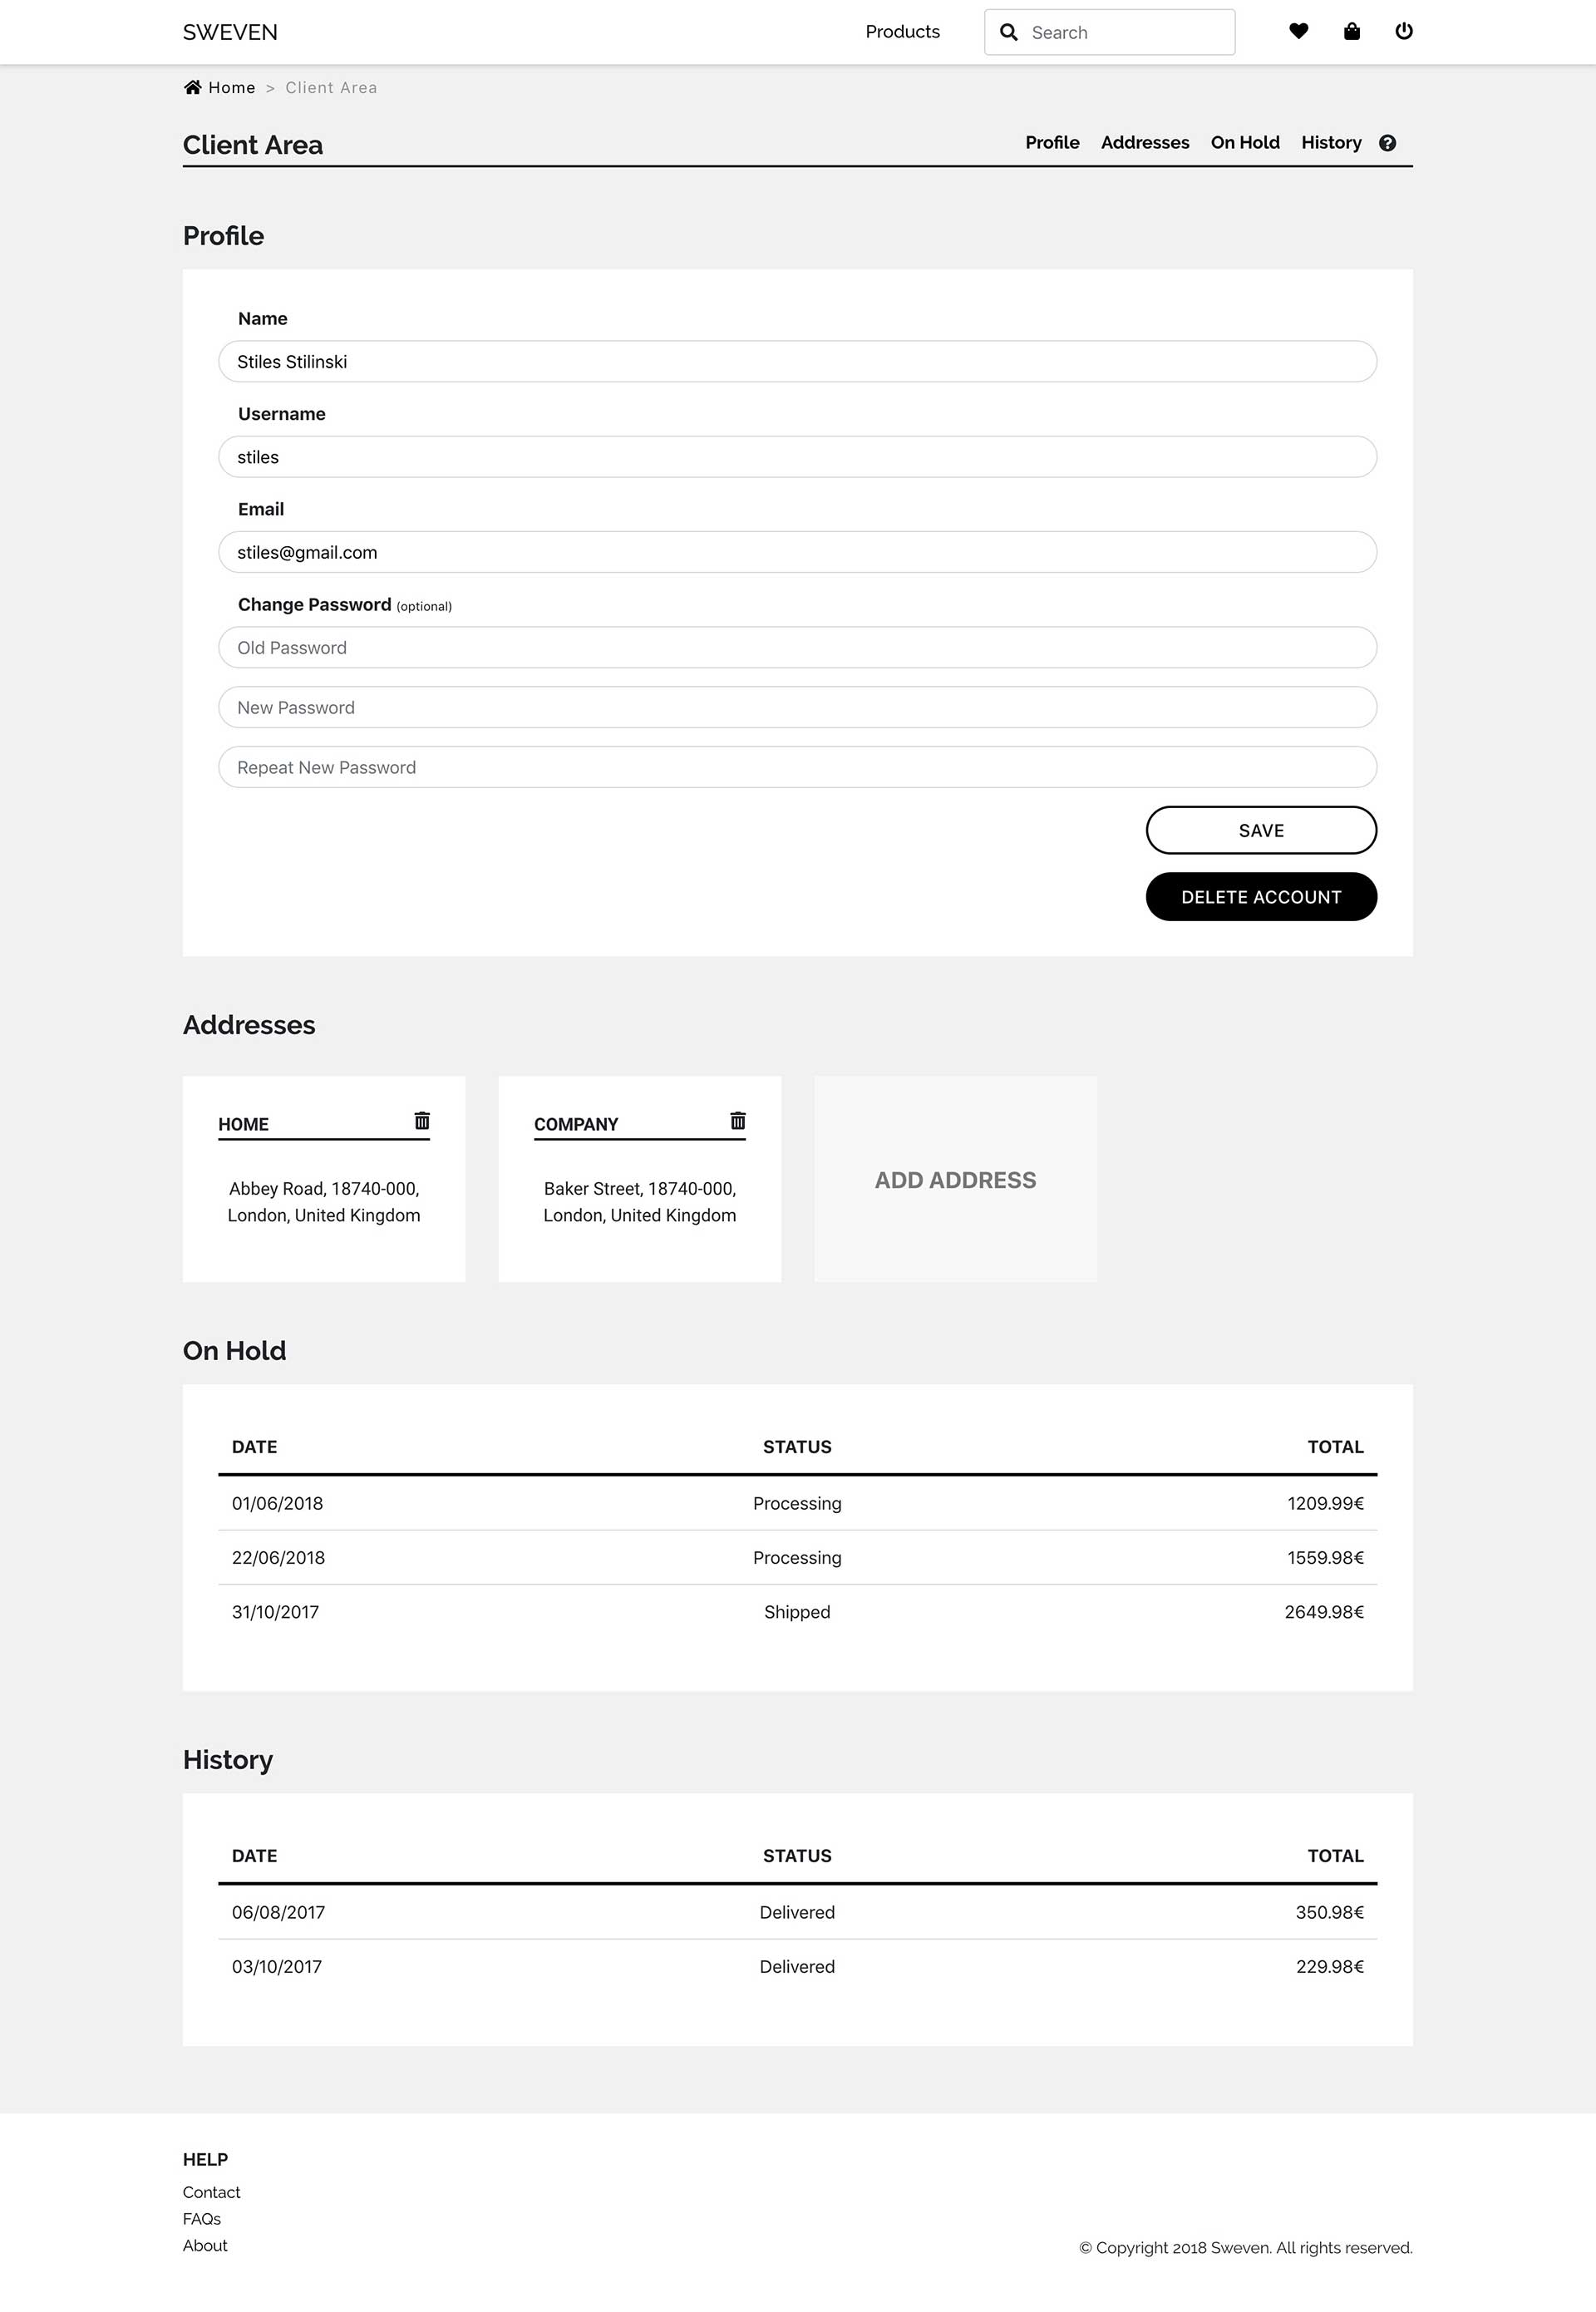 SWEVEN Products Search
Home > Client Area
Client Area Profile Addresses On Hold History ?
Profile
Name
Stiles Stilinski
Username
stiles
Email
stiles@gmail.com
Change Password (optional)
Old Password
New Password
Repeat New Password
SAVE
DELETE ACCOUNT
Addresses
HOME
Abbey Road, 18740-000,
London, United Kingdom
COMPANY
Baker Street, 18740-000,
London, United Kingdom
ADD ADDRESS
On Hold
DATE STATUS TOTAL
01/06/2018 Processing 1209.99€
22/06/2018 Processing 1559.98€
31/10/2017 Shipped 2649.98€
History
DATE STATUS TOTAL
06/08/2017 Delivered 350.98€
03/10/2017 Delivered 229.98€
HELP
Contact
FAQs
About
© Copyright 2018 Sweven. All rights reserved.